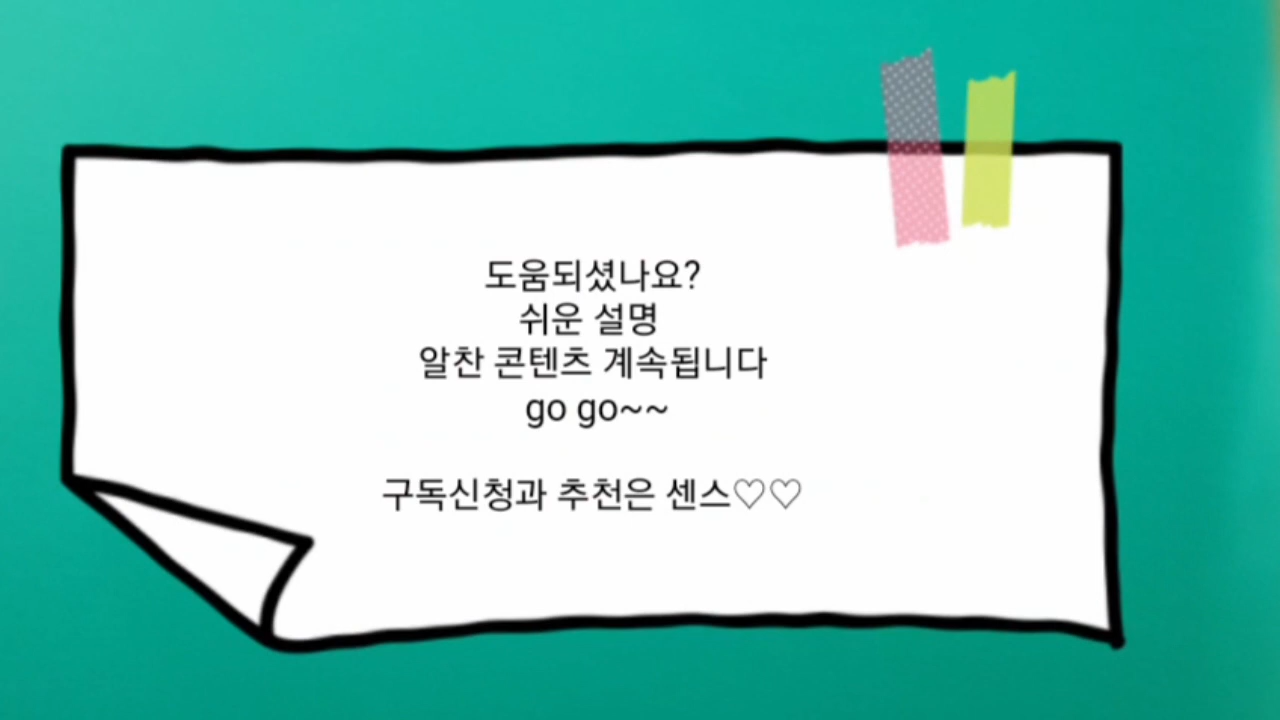 도움되셨나요?
쉬운 설명
알찬 콘텐츠 계속됩니다
go go~~
구독신청과 추천은 센스♡♡